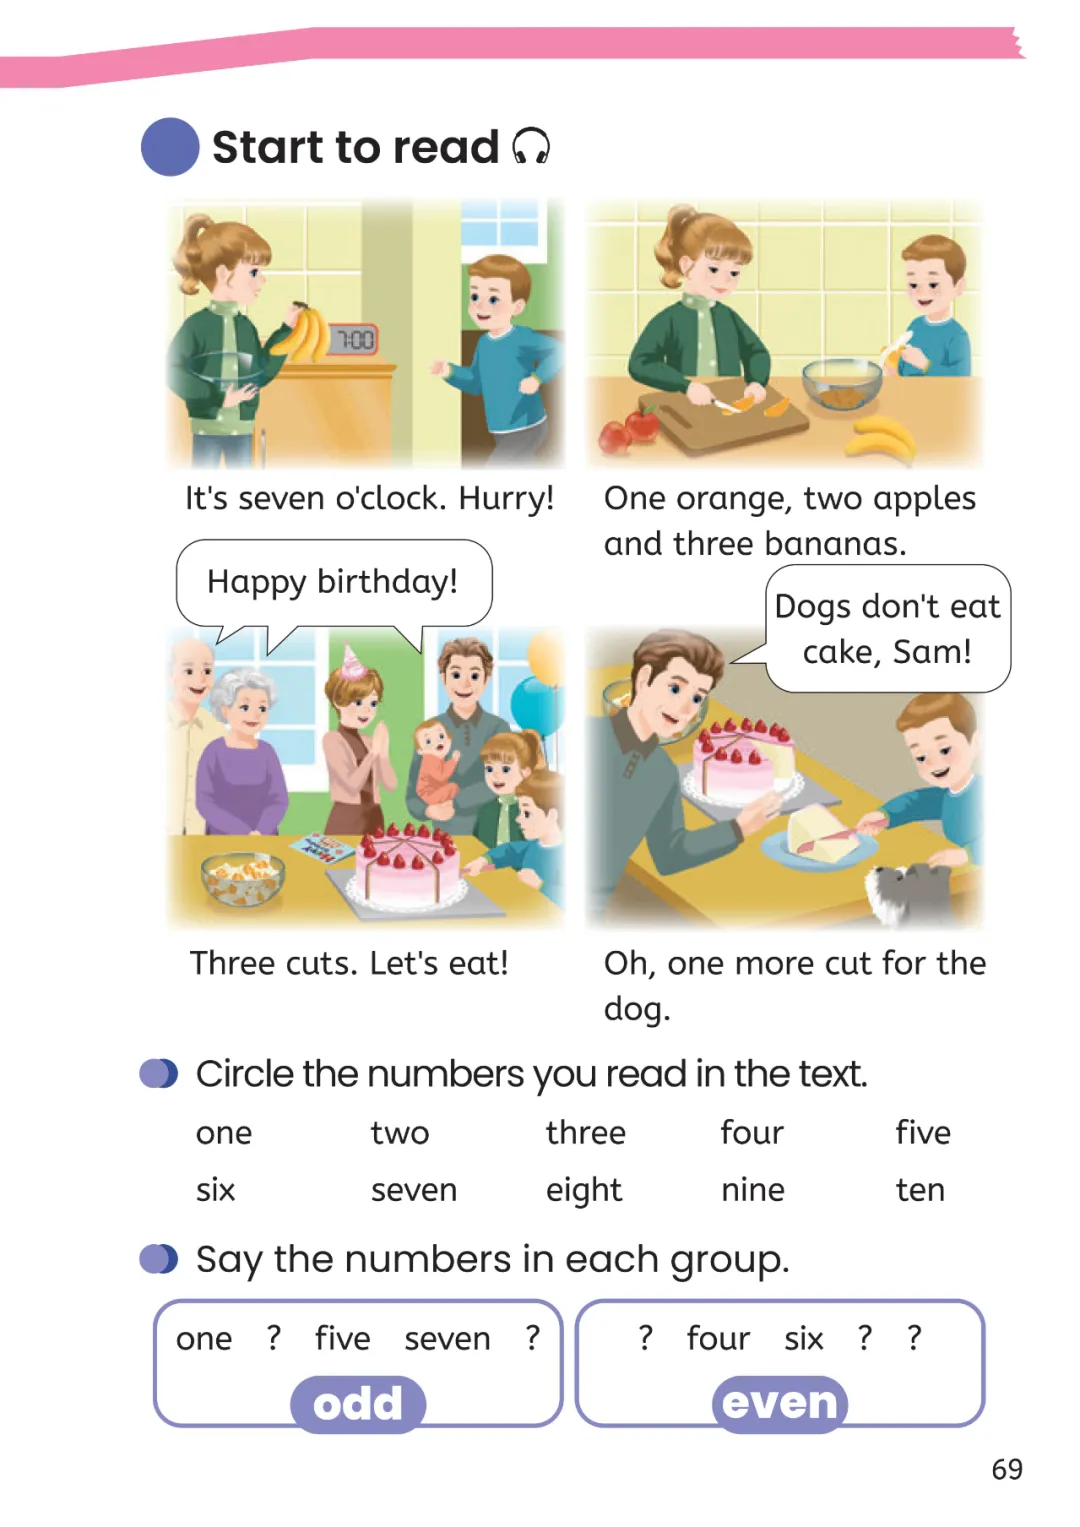 Start to read
7:00
It's seven o'clock. Hurry!
One orange, two apples
and three bananas.
Happy birthday!
Dogs don't eat
cake, Sam!
Three cuts. Let's eat!
Oh, one more cut for the
dog.
Circle the numbers you read in the text.
one two three four five
six seven eight nine ten
Say the numbers in each group.
one ? five seven ?
odd
? four six ? ?
even
69